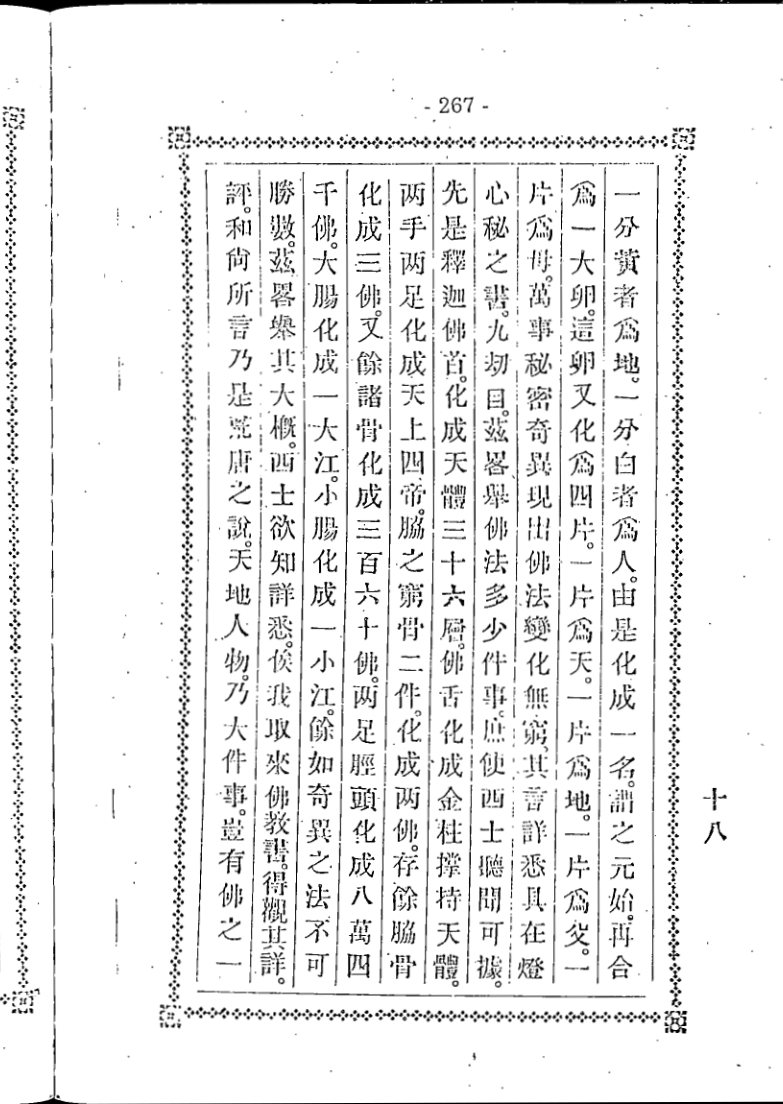 - 267 -
十八
一分黃者爲地。一分白者爲人。由是化成一名。謂之元始。再合
爲一大卵。這卵又化爲四片。一片爲天。一片爲地。一片爲父。一
片爲母。萬事秘密奇異現出佛法變化無窮。其言詳悉具在燈
心秘之書。九刼目。茲畧舉佛法多少件事。庶使西士聽聞可據。
先是釋迦佛首。化成天體三十六層。佛舌化成金柱撑持天體。
两手两足化成天上四帝。脇之窮骨二件。化成两佛。存餘脇骨
化成三佛。又餘諸骨化成三百六十佛。两足脛頭化成八萬四
千佛。大腸化成一大江。小腸化成一小江。餘如奇異之法不可
勝數。茲畧舉其大槪。西士欲知詳悉。俟我取來佛教書。得觀其詳。
評。和尙所言乃是荒唐之說。天地人物。乃大件事。豈有佛之一